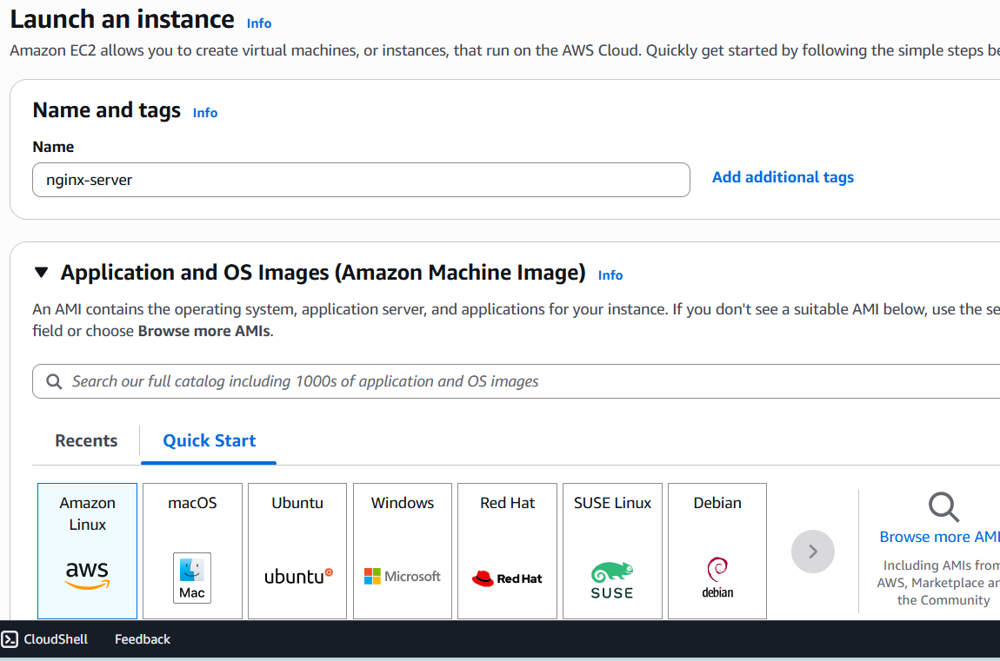 Launch an instance Info
Amazon EC2 allows you to create virtual machines, or instances, that run on the AWS Cloud. Quickly get started by following the simple steps
Name and tags Info
Name
nginx-server
Add additional tags
Application and OS Images (Amazon Machine Image) Info
An AMI contains the operating system, application server, and applications for your instance. If you don't see a suitable AMI below, use the
field or choose Browse more AMIs.
Search our full catalog including 1000s of application and OS images
Recents
Quick Start
Amazon
Linux
aws
macOS
Mac
Ubuntu
ubuntu
Windows
Microsoft
Red Hat
Red Hat
SUSE Linux
SUSE
Debian
debian
Browse more
Including AMIs from
AWS, Marketplace
the Community
CloudShell
Feedback